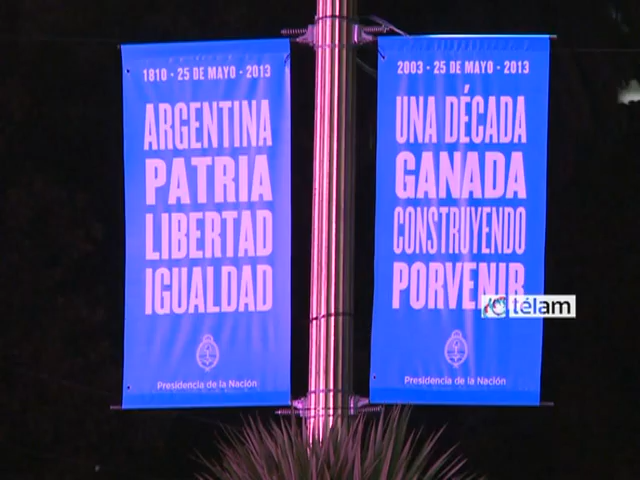 1810 · 25 DE MAYO · 2013
ARGENTINA
PATRIA
LIBERTAD
IGUALDAD
Presidencia de la Nación
2003 · 25 DE MAYO · 2013
UNA DÉCADA
GANADA
CONSTRUYENDO
PORVENIR
télam
Presidencia de la Nación